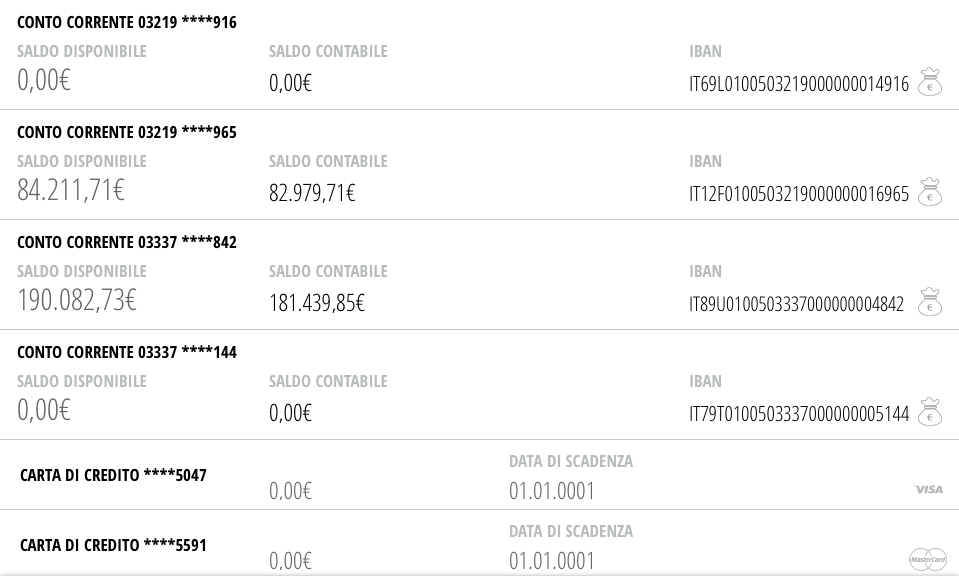 CONTO CORRENTE 03219 ****916
SALDO DISPONIBILE SALDO CONTABILE IBAN
0,00€ 0,00€ IT69L0100503219000000014916 €
CONTO CORRENTE 03219 ****965
SALDO DISPONIBILE SALDO CONTABILE IBAN
84.211,71€ 82.979,71€ IT12F0100503219000000016965 €
CONTO CORRENTE 03337 ****842
SALDO DISPONIBILE SALDO CONTABILE IBAN
190.082,73€ 181.439,85€ IT89U0100503337000000004842 €
CONTO CORRENTE 03337 ****144
SALDO DISPONIBILE SALDO CONTABILE IBAN
0,00€ 0,00€ IT79T0100503337000000005144 €
DATA DI SCADENZA
CARTA DI CREDITO ****5047
0,00€ 01.01.0001 VISA
DATA DI SCADENZA
CARTA DI CREDITO ****5591
0,00€ 01.01.0001 MasterCard